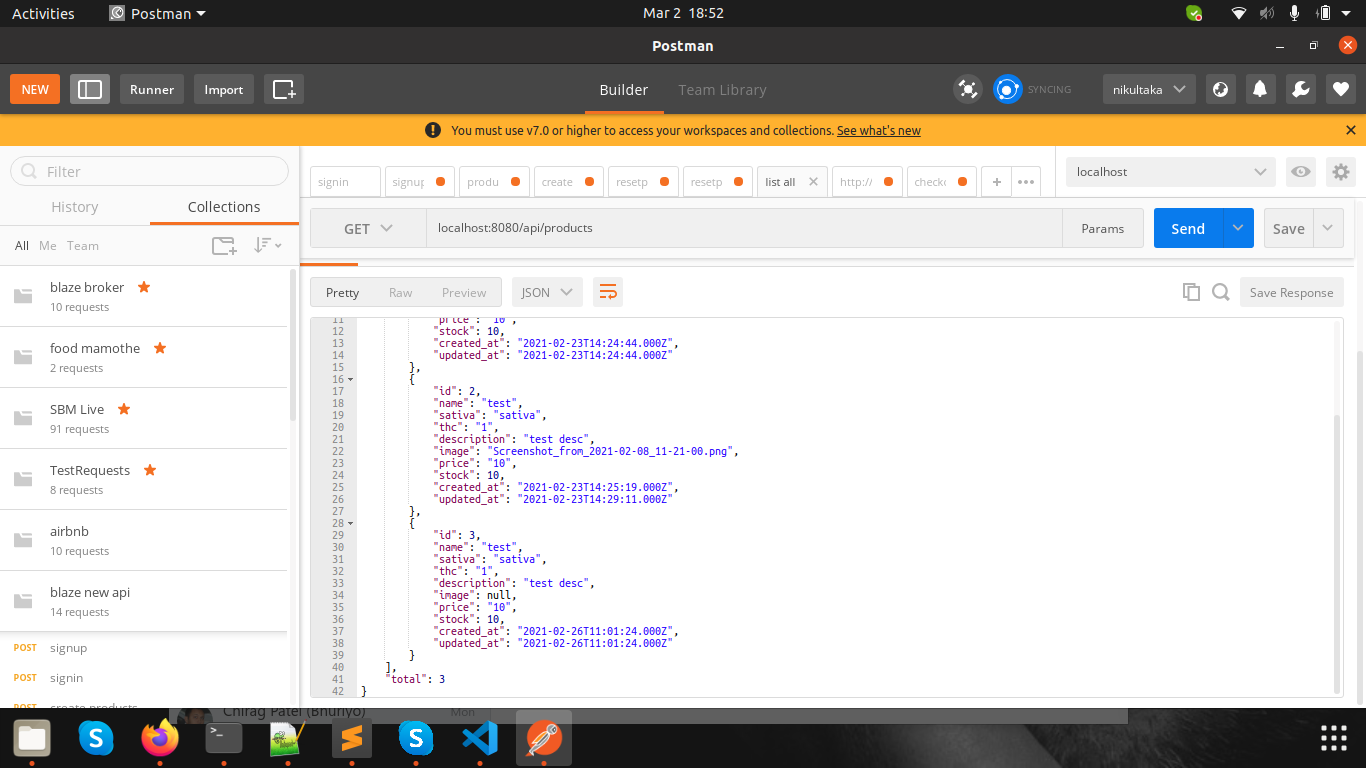 Activities Postman Mar 2 18:52
Postman
NEW Runner Import Builder Team Library SYNCING nikultaka
You must use v7.0 or higher to access your workspaces and collections. See what's new
Filter
History Collections
All Me Team
blaze broker
10 requests
food mamothe
2 requests
SBM Live
91 requests
TestRequests
8 requests
airbnb
10 requests
blaze new api
14 requests
POST signup
POST signin
POST create products
signin signup produ create resetp resetp list all http:// checko + •••
localhost
GET localhost:8080/api/products Params Send Save
Pretty Raw Preview JSON Save Response
11 "price": "10",
12 "stock": 10,
13 "created_at": "2021-02-23T14:24:44.000Z",
14 "updated_at": "2021-02-23T14:24:44.000Z"
15 },
16 {
17 "id": 2,
18 "name": "test",
19 "sativa": "sativa",
20 "thc": "1",
21 "description": "test desc",
22 "image": "Screenshot_from_2021-02-08_11-21-00.png",
23 "price": "10",
24 "stock": 10,
25 "created_at": "2021-02-23T14:25:19.000Z",
26 "updated_at": "2021-02-23T14:29:11.000Z"
27 },
28 {
29 "id": 3,
30 "name": "test",
31 "sativa": "sativa",
32 "thc": "1",
33 "description": "test desc",
34 "image": null,
35 "price": "10",
36 "stock": 10,
37 "created_at": "2021-02-26T11:01:24.000Z",
38 "updated_at": "2021-02-26T11:01:24.000Z"
39 }
40 ],
41 "total": 3
42 }
Chirag Patel (Bhuriyo) Mon